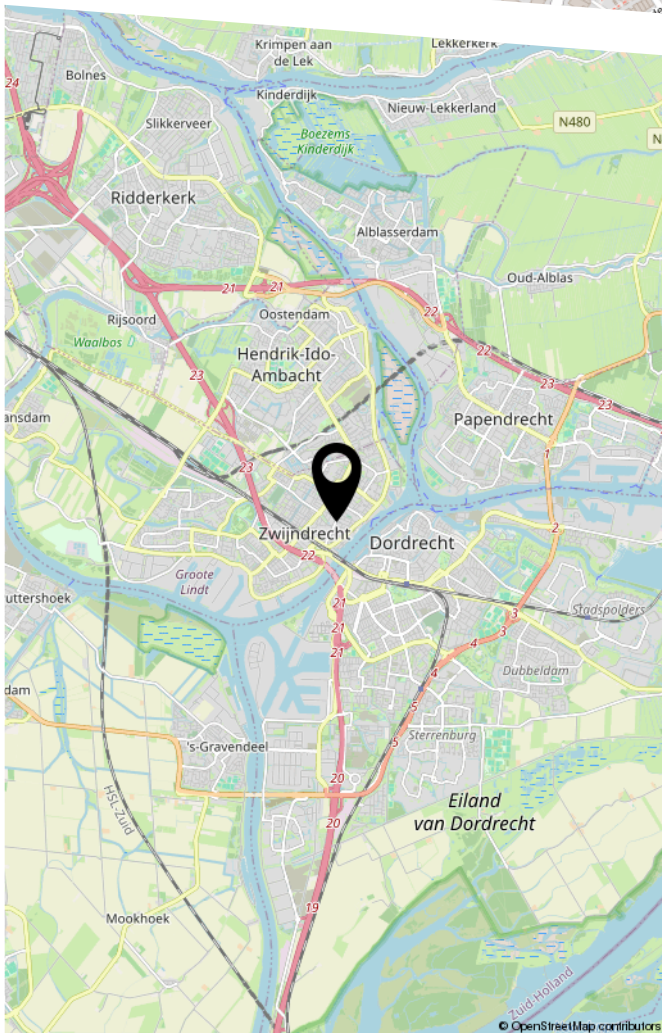 Krimpen aan
de Lek
Lekkerkerk
24
Bolnes
Kinderdijk
Nieuw-Lekkerland
Slikkerveer
N480
N
Boezems
Kinderdijk
Ridderkerk
Alblasserdam
Oud-Alblas
21
21
22
Rijsoord
Oostendam
Waalbos
22
Hendrik-Ido-
Ambacht
23
23
23
ansdam
Papendrecht
1
23
2
Zwijndrecht
Dordrecht
22
Groote
Lindt
uttershoek
21
3
Stadspolders
21
3
4
21
4
Dubbeldam
dam
5
's-Gravendeel
Sterrenburg
5
20
HSL-Zuid
Eiland
van Dordrecht
20
19
Mookhoek
Zuid-Holland
© OpenStreetMap contributors